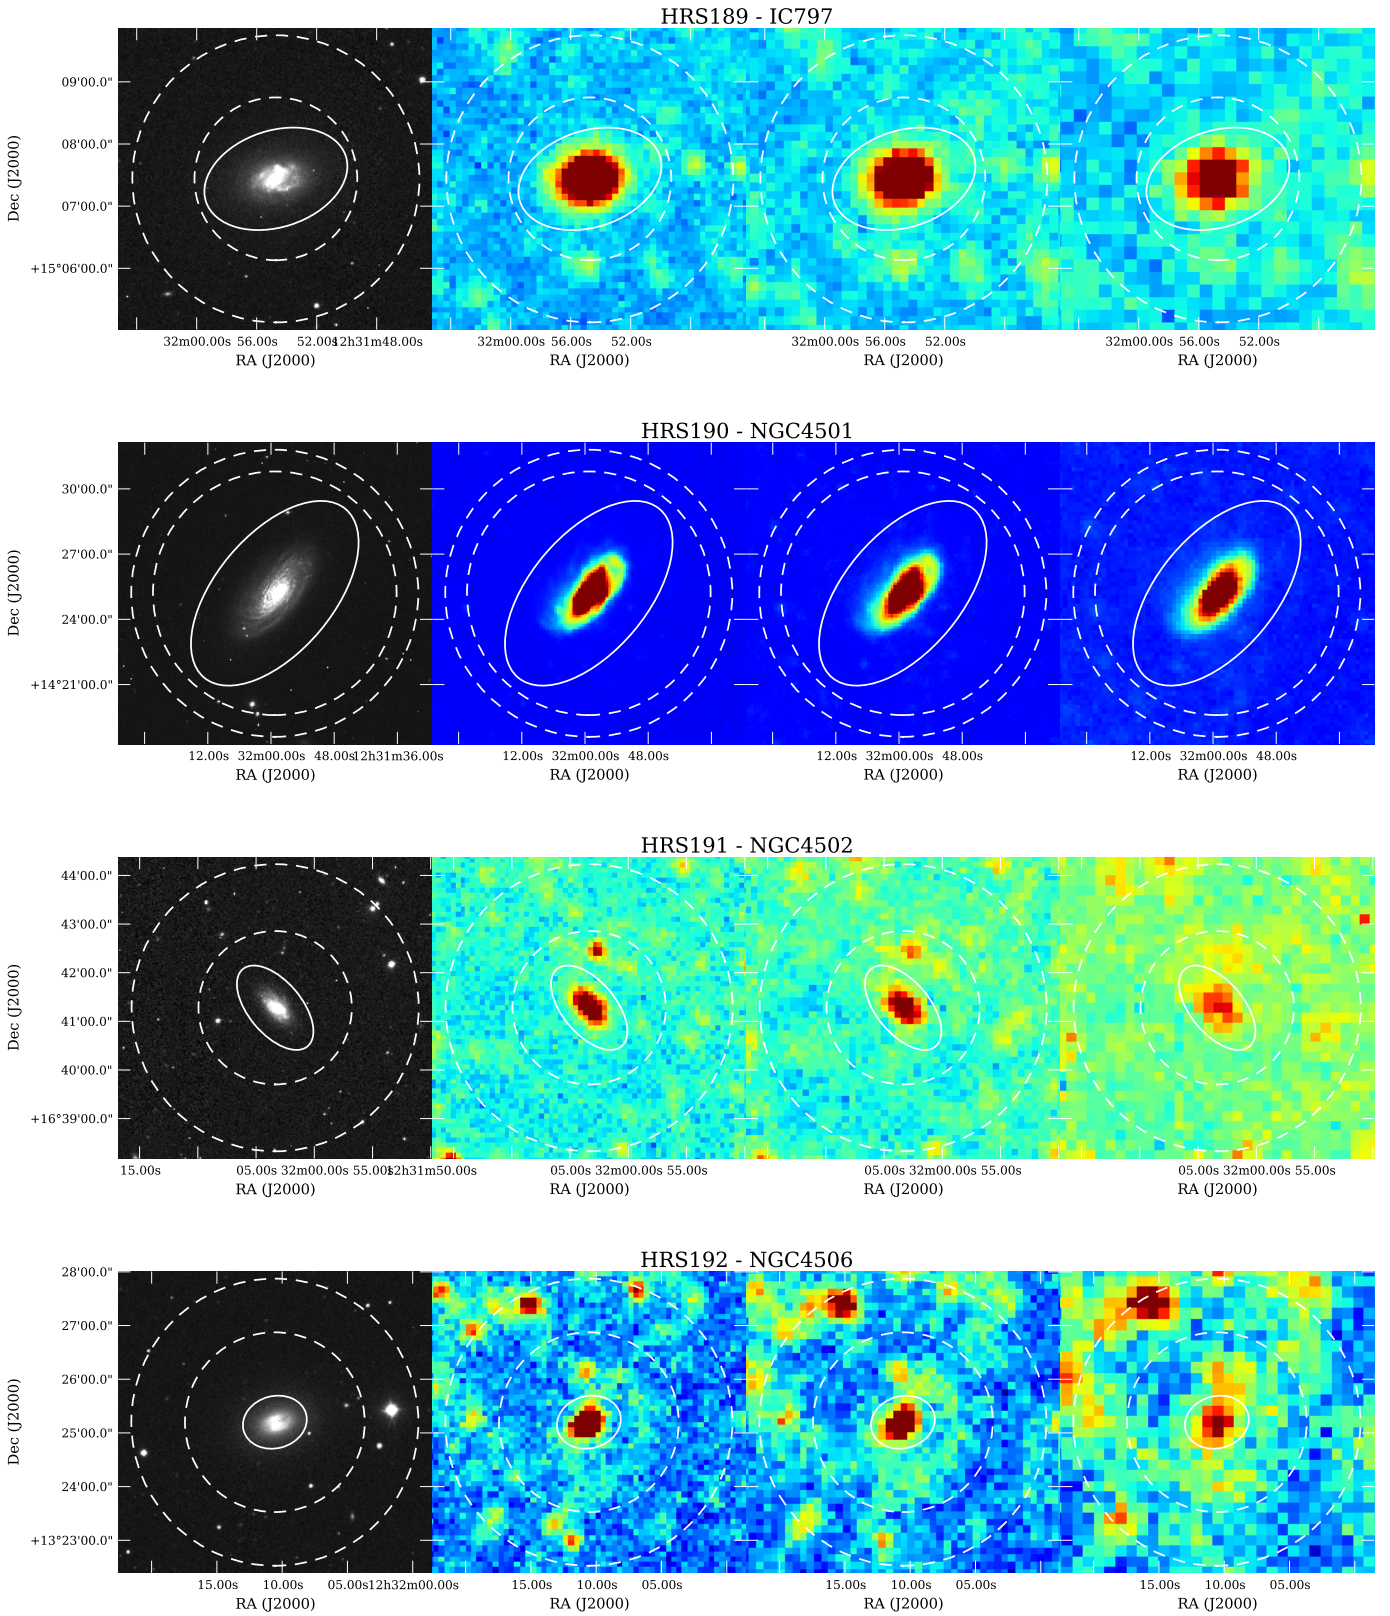 HRS189 - IC797
09'00.0"
08'00.0"
07'00.0"
+15°06'00.0"
Dec (J2000)
32m00.00s 56.00s 52.00s 12h31m48.00s
32m00.00s 56.00s 52.00s
32m00.00s 56.00s 52.00s
32m00.00s 56.00s 52.00s
RA (J2000) RA (J2000) RA (J2000) RA (J2000)
HRS190 - NGC4501
30'00.0"
27'00.0"
24'00.0"
+14°21'00.0"
Dec (J2000)
12.00s 32m00.00s 48.00s 12h31m36.00s
12.00s 32m00.00s 48.00s
12.00s 32m00.00s 48.00s
12.00s 32m00.00s 48.00s
RA (J2000) RA (J2000) RA (J2000) RA (J2000)
HRS191 - NGC4502
44'00.0"
43'00.0"
42'00.0"
41'00.0"
40'00.0"
+16°39'00.0"
Dec (J2000)
15.00s 05.00s 32m00.00s 55.00s 12h31m50.00s
05.00s 32m00.00s 55.00s
05.00s 32m00.00s 55.00s
05.00s 32m00.00s 55.00s
RA (J2000) RA (J2000) RA (J2000) RA (J2000)
HRS192 - NGC4506
28'00.0"
27'00.0"
26'00.0"
25'00.0"
24'00.0"
+13°23'00.0"
Dec (J2000)
15.00s 10.00s 05.00s 12h32m00.00s
15.00s 10.00s 05.00s
15.00s 10.00s 05.00s
15.00s 10.00s 05.00s
RA (J2000) RA (J2000) RA (J2000) RA (J2000)